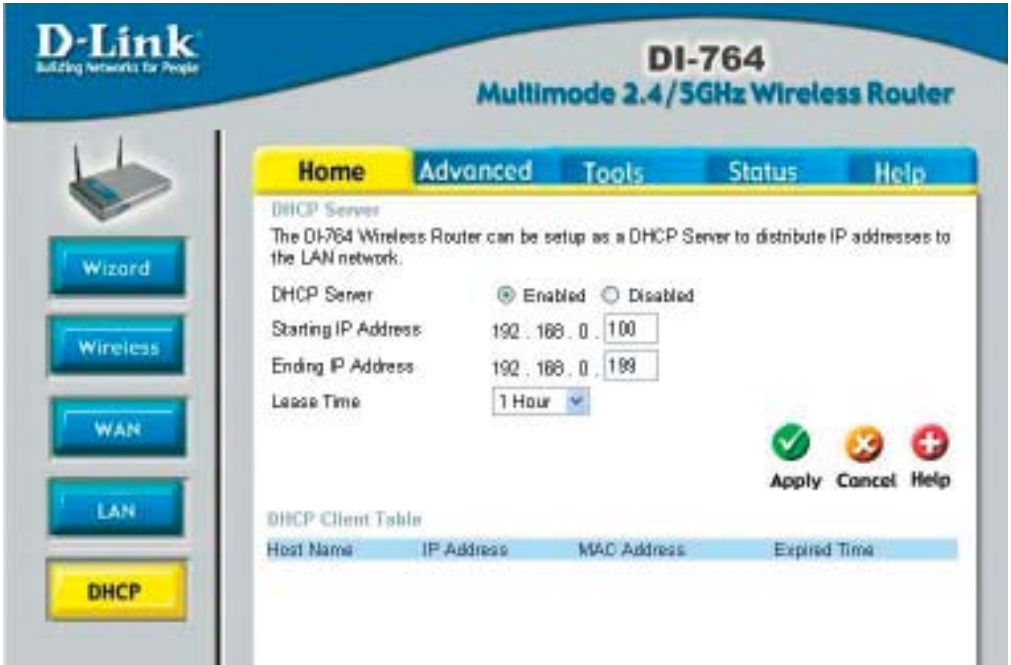 D-Link
Building Networks for People
DI-764
Multimode 2.4/5GHz Wireless Router
Home Advanced Tools Status Help
DHCP Server
The DI-764 Wireless Router can be setup as a DHCP Server to distribute IP addresses to
the LAN network.
DHCP Server Enabled Disabled
Starting IP Address 192 . 168 . 0 . 100
Ending IP Address 192 . 168 . 0 . 199
Lease Time 1 Hour
Apply Cancel Help
DHCP Client Table
Host Name IP Address MAC Address Expired Time
Wizard
Wireless
WAN
LAN
DHCP